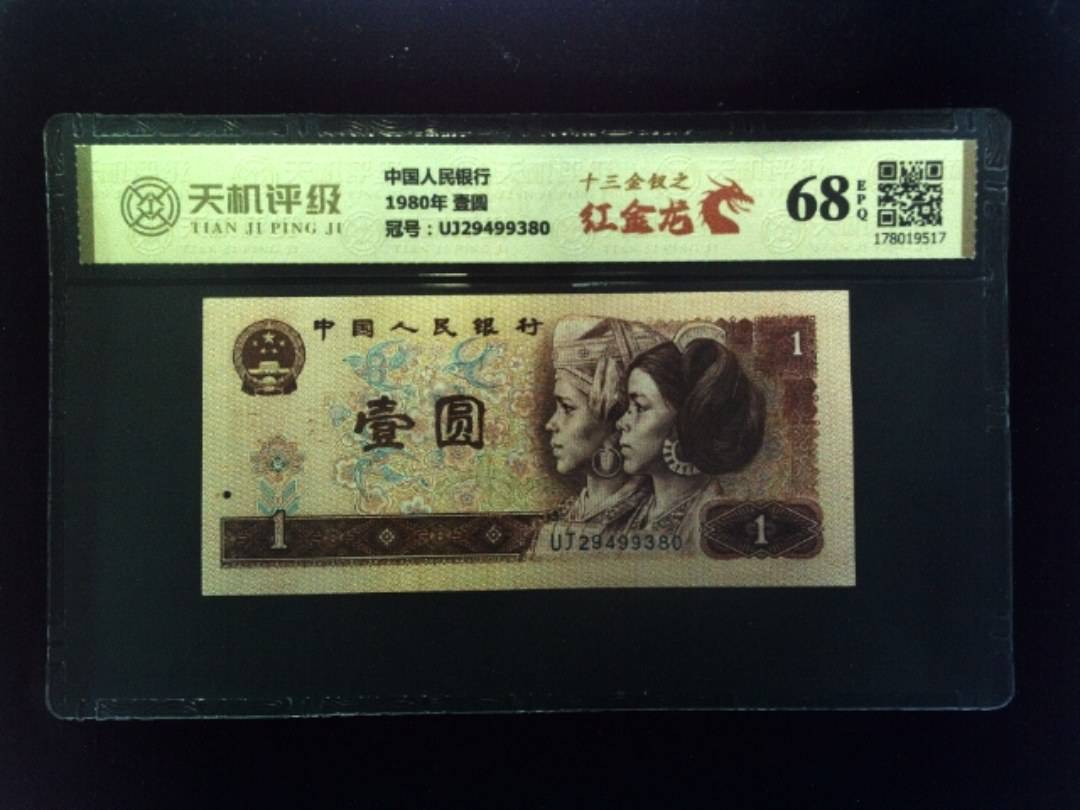 天机评级
TIAN JI PING JI
中国人民银行
1980年 壹圆
冠号：UJ29499380
十三金钗之
红金龙
68
EPQ
178019517
中国人民银行
壹圆
1
1
UJ29499380
1